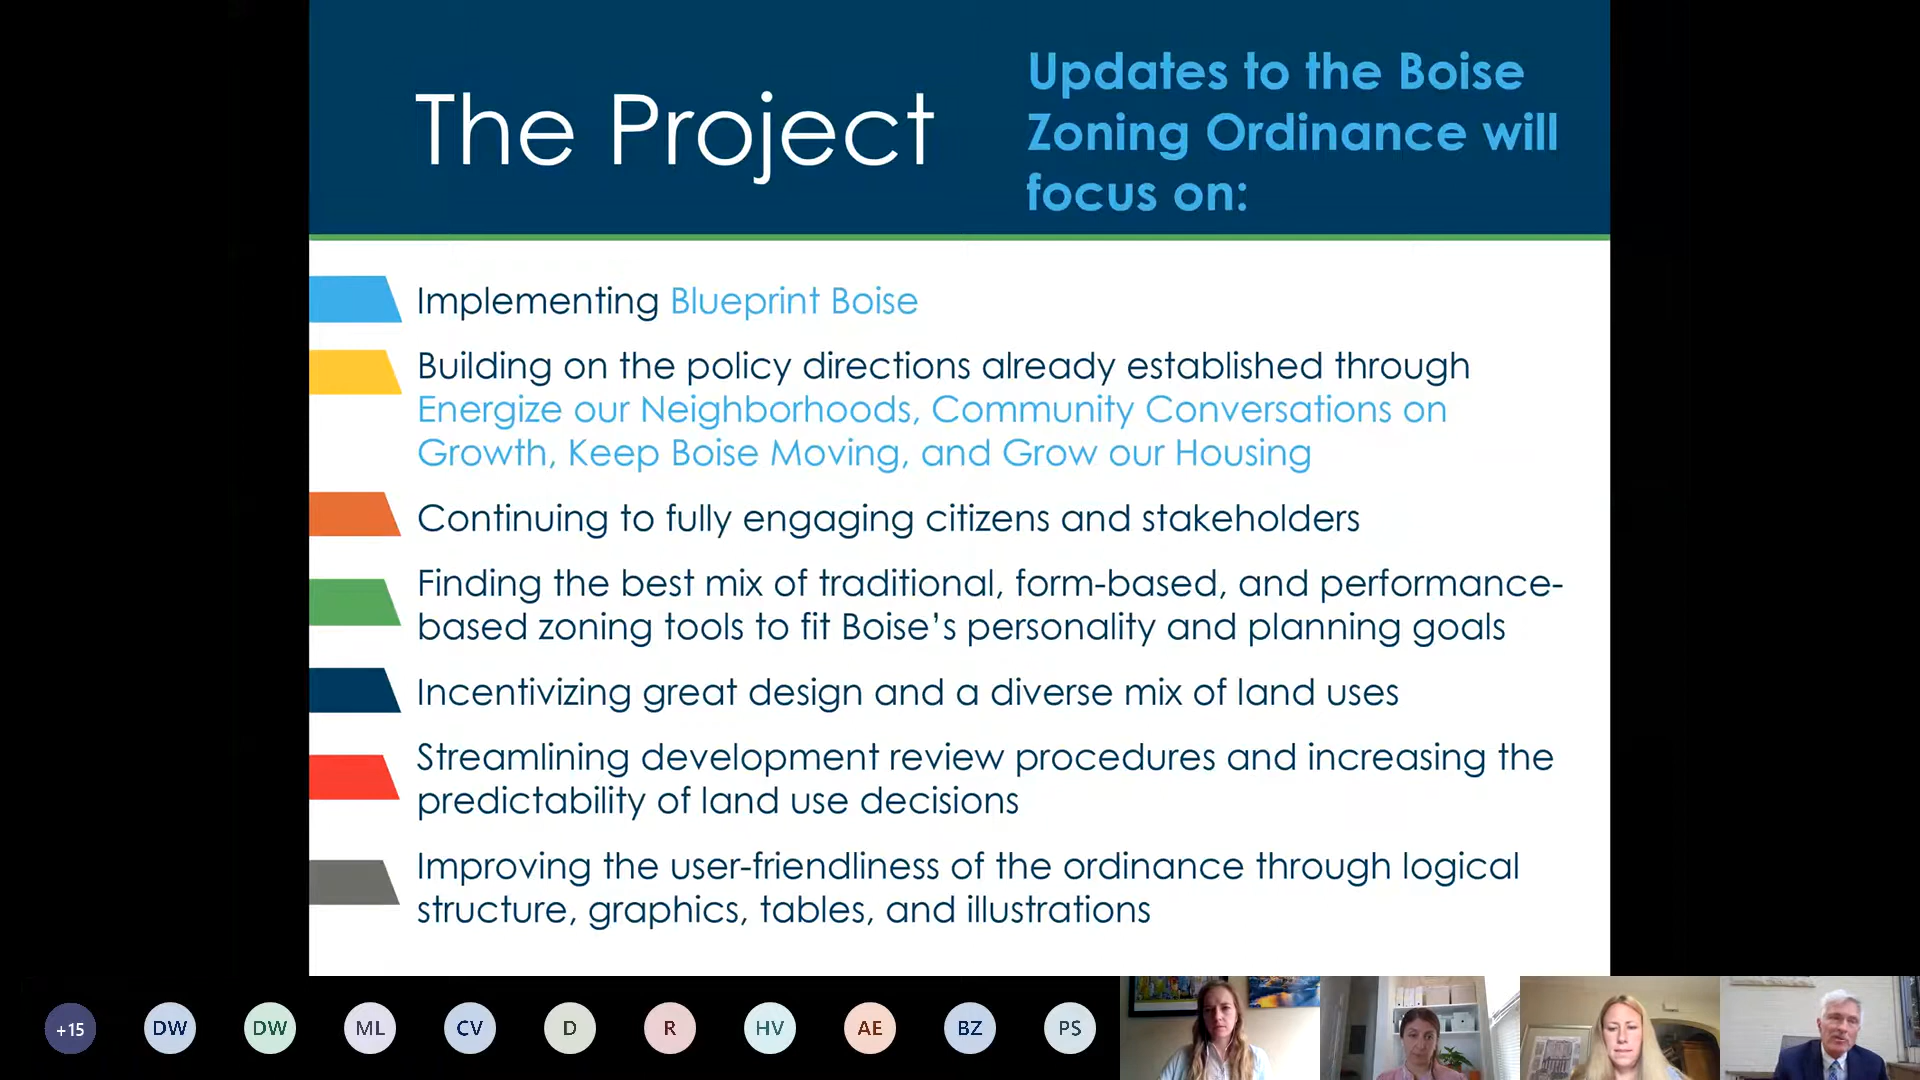 The Project
Updates to the Boise
Zoning Ordinance will
focus on:
Implementing Blueprint Boise
Building on the policy directions already established through
Energize our Neighborhoods, Community Conversations on
Growth, Keep Boise Moving, and Grow our Housing
Continuing to fully engaging citizens and stakeholders
Finding the best mix of traditional, form-based, and performance-
based zoning tools to fit Boise’s personality and planning goals
Incentivizing great design and a diverse mix of land uses
Streamlining development review procedures and increasing the
predictability of land use decisions
Improving the user-friendliness of the ordinance through logical
structure, graphics, tables, and illustrations
+15 DW DW ML CV D R HV AE BZ PS